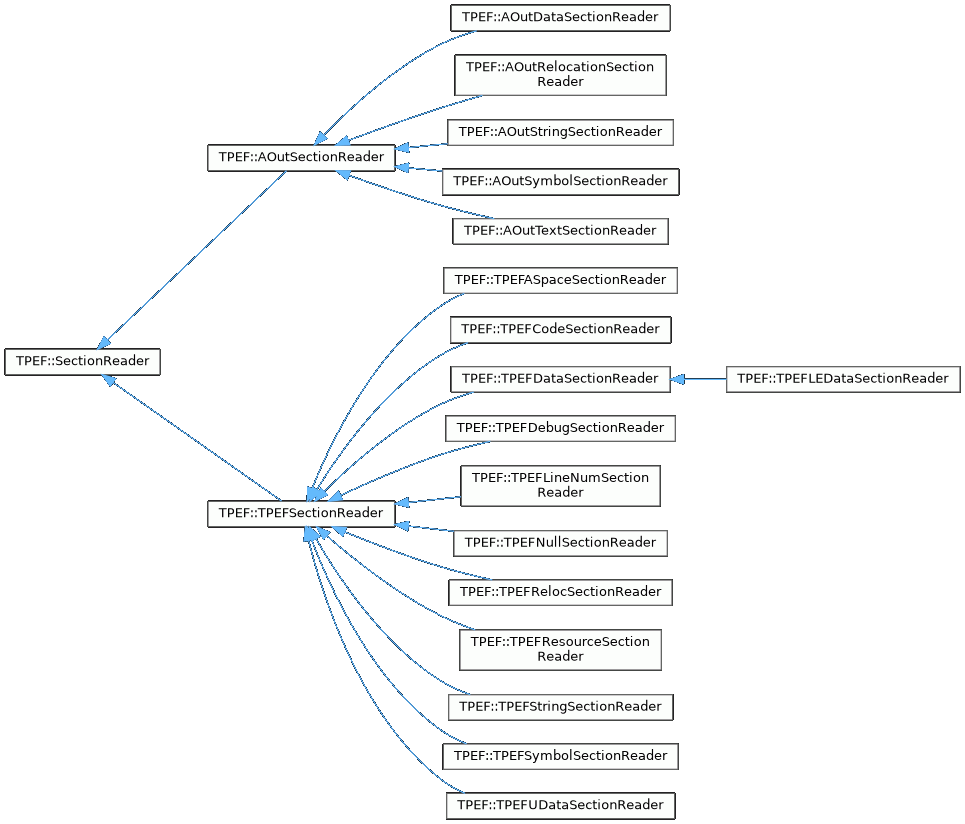 TPEF::AOutDataSectionReader
TPEF::AOutRelocationSection
Reader
TPEF::AOutStringSectionReader
TPEF::AOutSectionReader
TPEF::AOutSymbolSectionReader
TPEF::AOutTextSectionReader
TPEF::TPEFASpaceSectionReader
TPEF::TPEFCodeSectionReader
TPEF::SectionReader
TPEF::TPEFDataSectionReader
TPEF::TPEFLEDataSectionReader
TPEF::TPEFDebugSectionReader
TPEF::TPEFLineNumSection
Reader
TPEF::TPEFSectionReader
TPEF::TPEFNullSectionReader
TPEF::TPEFRelocSectionReader
TPEF::TPEFResourceSection
Reader
TPEF::TPEFStringSectionReader
TPEF::TPEFSymbolSectionReader
TPEF::TPEFUDataSectionReader